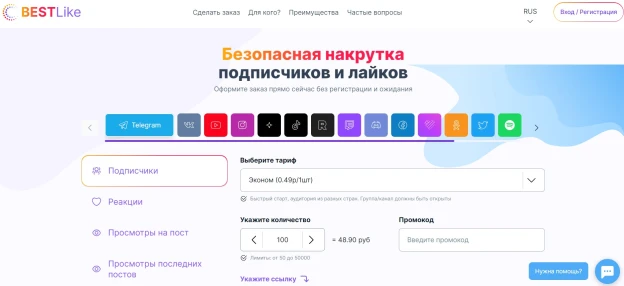 BESTLike
Сделать заказ Для кого? Преимущества Частые вопросы
RUS
Вход / Регистрация
Безопасная накрутка
подписчиков и лайков
Оформите заказ прямо сейчас без регистрации и ожидания
Telegram
Подписчики
Реакции
Просмотры на пост
Просмотры последних
постов
Выберите тариф
Эконом (0.49р/1шт)
Быстрый старт, аудитория из разных стран. Группа/канал должны быть открыты
Укажите количество
100
= 48.90 руб
Лимиты от 50 до 50000
Промокод
Введите промокод
Укажите ссылку
Нужна помощь?